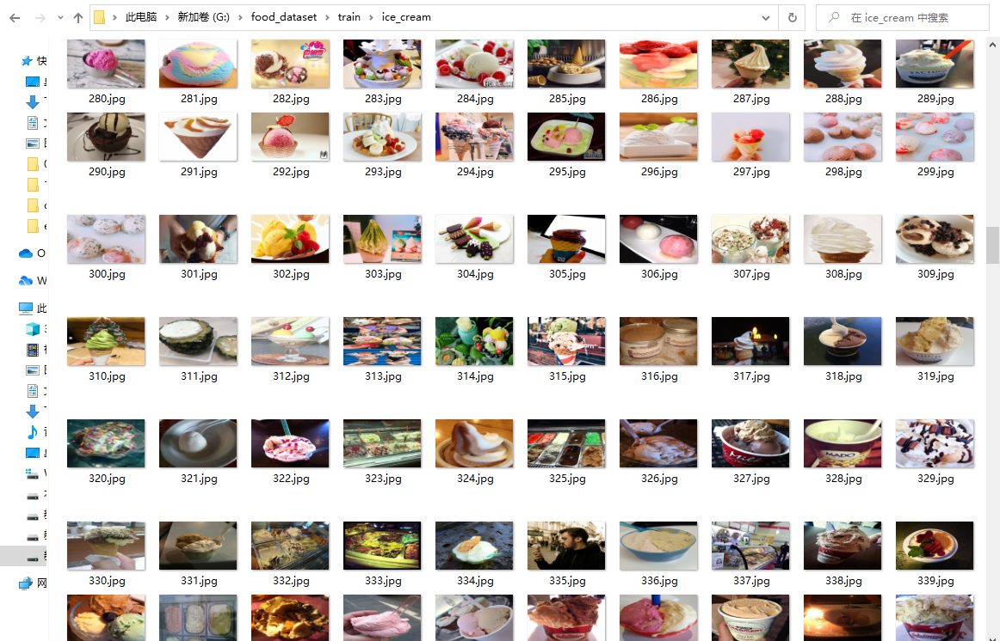 此电脑 › 新加卷 (G:) › food_dataset › train › ice_cream
在 ice_cream 中搜索
快
O
W
此
网
280.jpg 281.jpg 282.jpg 283.jpg 284.jpg 285.jpg 286.jpg 287.jpg 288.jpg 289.jpg
290.jpg 291.jpg 292.jpg 293.jpg 294.jpg 295.jpg 296.jpg 297.jpg 298.jpg 299.jpg
300.jpg 301.jpg 302.jpg 303.jpg 304.jpg 305.jpg 306.jpg 307.jpg 308.jpg 309.jpg
310.jpg 311.jpg 312.jpg 313.jpg 314.jpg 315.jpg 316.jpg 317.jpg 318.jpg 319.jpg
320.jpg 321.jpg 322.jpg 323.jpg 324.jpg 325.jpg 326.jpg 327.jpg 328.jpg 329.jpg
MADO
330.jpg 331.jpg 332.jpg 333.jpg 334.jpg 335.jpg 336.jpg 337.jpg 338.jpg 339.jpg